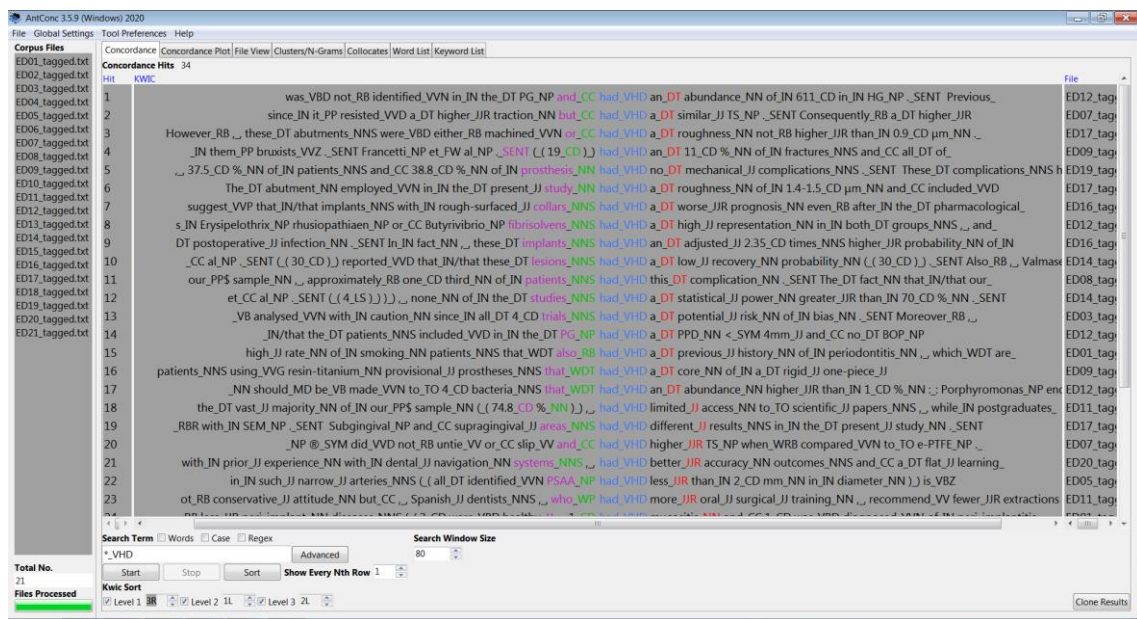 AntConc 3.5.9 (Windows) 2020
File Global Settings Tool Preferences Help
Corpus Files
ED01_tagged.txt
ED02_tagged.txt
ED03_tagged.txt
ED04_tagged.txt
ED05_tagged.txt
ED06_tagged.txt
ED07_tagged.txt
ED08_tagged.txt
ED09_tagged.txt
ED10_tagged.txt
ED11_tagged.txt
ED12_tagged.txt
ED13_tagged.txt
ED14_tagged.txt
ED15_tagged.txt
ED16_tagged.txt
ED17_tagged.txt
ED18_tagged.txt
ED19_tagged.txt
ED20_tagged.txt
ED21_tagged.txt
Total No.
21
Files Processed
Concordance Concordance Plot File View Clusters/N-Grams Collocates Word List Keyword List
Concordance Hits 34
Hit KWIC File
1 was_VBD not_RB identified_VVN in_IN the_DT PG_NP and_CC had_VHD an_DT abundance_NN of_IN 611_CD in_IN HG_NP ._SENT Previous_ ED12_tag
2 since_IN it_PP resisted_VVD a_DT higher_JJR traction_NN but_CC had_VHD a_DT similar_JJ TS_NP ._SENT Consequently_RB a_DT higher_JJR ED07_tag
3 However_RB ,_, these_DT abutments_NNS were_VBD either_RB machined_VVN or_CC had_VHD a_DT roughness_NN not_RB higher_JJR than_IN 0.9_CD µm_NN ._ ED17_tag
4 _IN them_PP bruxists_VVZ ._SENT Francetti_NP et_FW al_NP ._SENT (_( 19_CD )_) had_VHD an_DT 11_CD %_NN of_IN fractures_NNS and_CC all_DT of_ ED09_tag
5 ,_, 37.5_CD %_NN of_IN patients_NNS and_CC 38.8_CD %_NN of_IN prosthesis_NN had_VHD no_DT mechanical_JJ complications_NNS ._SENT These_DT complications_NNS h ED19_tag
6 The_DT abutment_NN employed_VVN in_IN the_DT present_JJ study_NN had_VHD a_DT roughness_NN of_IN 1.4-1.5_CD µm_NN and_CC included_VVD ED17_tag
7 suggest_VVP that_IN/that implants_NNS with_IN rough-surfaced_JJ collars_NNS had_VHD a_DT worse_JJR prognosis_NN even_RB after_IN the_DT pharmacological_ ED16_tag
8 s_IN Erysipelothrix_NP rhusiopathiaen_NP or_CC Butyrivibrio_NP fibrisolvens_NNS had_VHD a_DT high_JJ representation_NN in_IN both_DT groups_NNS ,_, and_ ED12_tag
9 DT postoperative_JJ infection_NN ._SENT In_IN fact_NN ,_, these_DT implants_NNS had_VHD an_DT adjusted_JJ 2.35_CD times_NNS higher_JJR probability_NN of_IN ED16_tag
10 _CC al_NP ._SENT (_( 30_CD )_) reported_VVD that_IN/that these_DT lesions_NNS had_VHD a_DT low_JJ recovery_NN probability_NN (_( 30_CD )_) ._SENT Also_RB ,_, Valmase ED14_tag
11 our_PP$ sample_NN ,_, approximately_RB one_CD third_NN of_IN patients_NNS had_VHD this_DT complication_NN ._SENT The_DT fact_NN that_IN/that our_ ED08_tag
12 et_CC al_NP ._SENT (_( 4_LS )_) )_) ,_, none_NN of_IN the_DT studies_NNS had_VHD a_DT statistical_JJ power_NN greater_JJR than_IN 70_CD %_NN ._SENT ED14_tag
13 _VB analysed_VVN with_IN caution_NN since_IN in_IN all_DT 4_CD trials_NNS had_VHD a_DT potential_JJ risk_NN of_IN bias_NN ._SENT Moreover_RB ,_, ED03_tag
14 _IN/that the_DT patients_NNS included_VVD in_IN the_DT PG_NP had_VHD a_DT PPD_NN <_SYM 4mm_JJ and_CC no_DT BOP_NP ED12_tag
15 high_JJ rate_NN of_IN smoking_NN patients_NNS that_WDT also_RB had_VHD a_DT previous_JJ history_NN of_IN periodontitis_NN ,_, which_WDT are_ ED01_tag
16 patients_NNS using_VVG resin-titanium_NN provisional_JJ prostheses_NNS that_WDT had_VHD a_DT core_NN of_IN a_DT rigid_JJ one-piece_JJ ED09_tag
17 _NN should_MD be_VB made_VVN to_TO 4_CD bacteria_NNS that_WDT had_VHD an_DT abundance_NN higher_JJR than_IN 1_CD %_NN :_: Porphyromonas_NP end ED12_tag
18 the_DT vast_JJ majority_NN of_IN our_PP$ sample_NN (_( 74.8_CD %_NN )_) ,_, had_VHD limited_JJ access_NN to_TO scientific_JJ papers_NNS ,_, while_IN postgraduates_ ED11_tag
19 _RBR with_IN SEM_NP ._SENT Subgingival_NP and_CC supragingival_JJ areas_NNS had_VHD different_JJ results_NNS in_IN the_DT present_JJ study_NN ._SENT ED17_tag
20 _NP ®_SYM did_VVD not_RB untie_VV or_CC slip_VV and_CC had_VHD higher_JJR TS_NP when_WRB compared_VVN to_TO e-PTFE_NP ._ ED07_tag
21 with_IN prior_JJ experience_NN with_IN dental_JJ navigation_NN systems_NNS ,_, had_VHD better_JJR accuracy_NN outcomes_NNS and_CC a_DT flat_JJ learning_ ED20_tag
22 in_IN such_JJ narrow_JJ arteries_NNS (_( all_DT identified_VVN PSAA_NP had_VHD less_JJR than_IN 2_CD mm_NN in_IN diameter_NN )_) is_VBZ ED05_tag
23 ot_RB conservative_JJ attitude_NN but_CC ,_, Spanish_JJ dentists_NNS ,_, who_WP had_VHD more_JJR oral_JJ surgical_JJ training_NN ,_, recommend_VV fewer_JJR extractions ED11_tag
Search Term Words Case Regex Search Window Size
*_VHD Advanced 80
Start Stop Sort Show Every Nth Row 1
Kwic Sort
Level 1 3R Level 2 1L Level 3 2L Clone Results